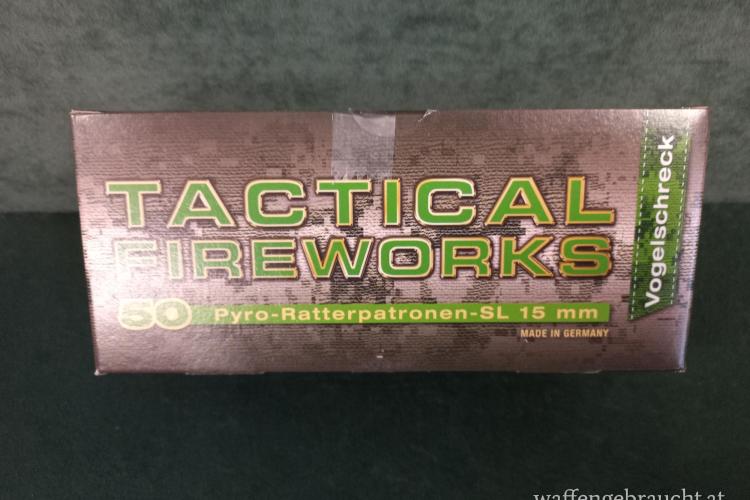 TACTICAL
FIREWORKS
50 Pyro-Ratterpatronen-SL 15 mm
MADE IN GERMANY
Vogelschreck
waffengebraucht.at